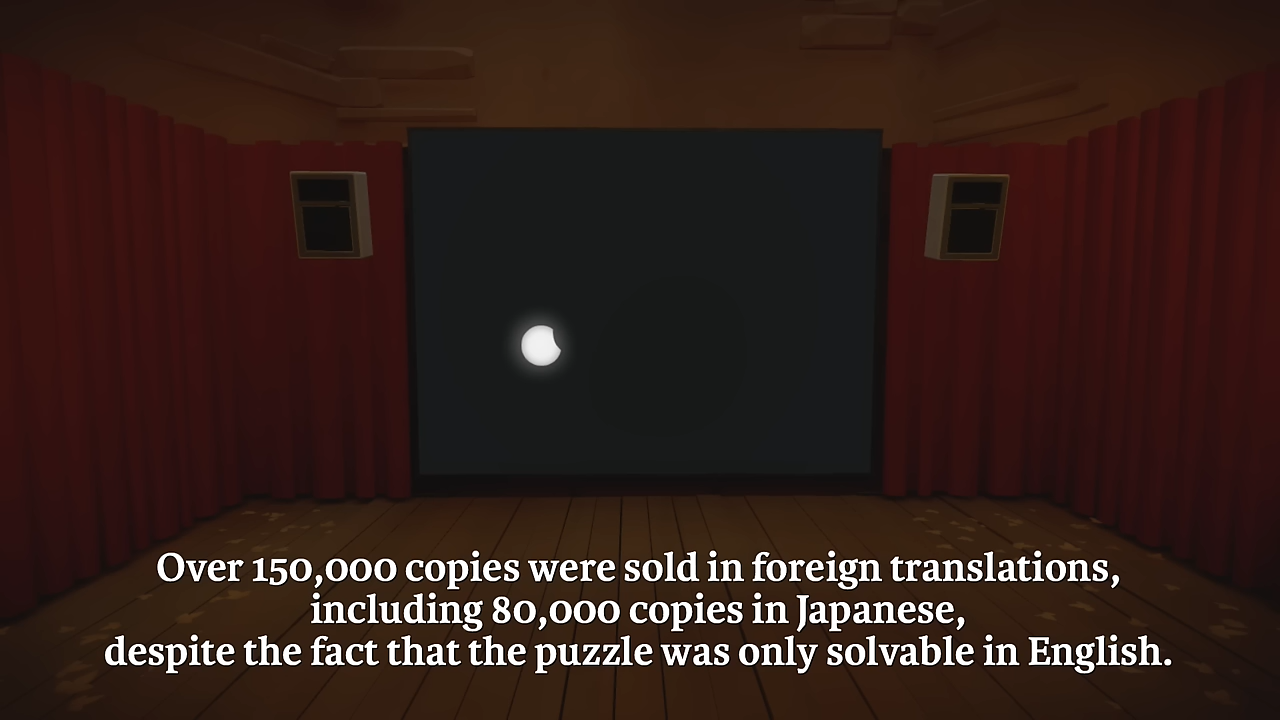 Over 150,000 copies were sold in foreign translations,
including 80,000 copies in Japanese,
despite the fact that the puzzle was only solvable in English.